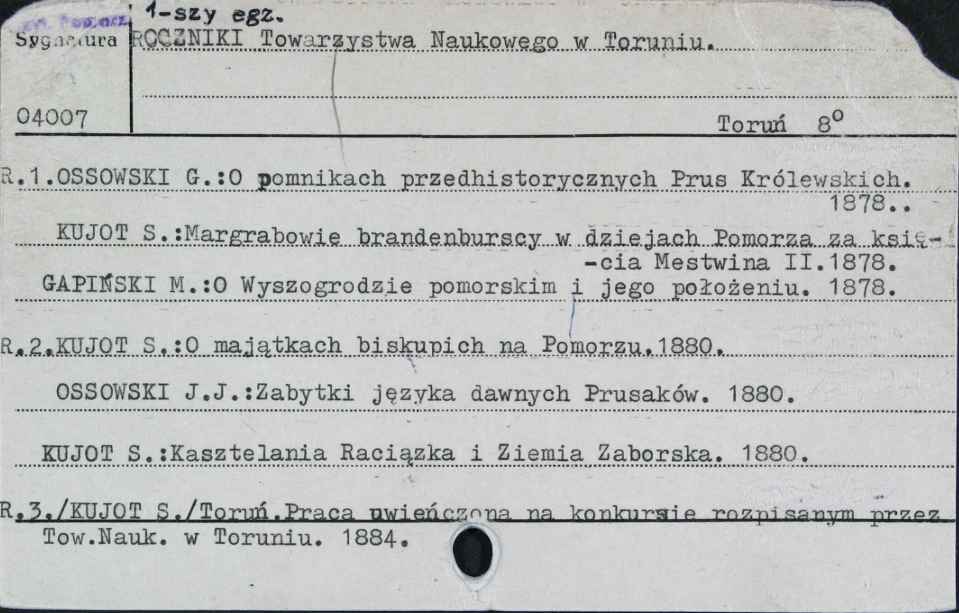 1-szy egz.
Sygnatura ROCZNIKI Towarzystwa Naukowego w Toruniu.
04007
Toruń 8⁰
R.1.OSSOWSKI G.:O pomnikach przedhistorycznych Prus Królewskich.
1878..
KUJOT S.:Margrabowie brandenburscy w dziejach Pomorza za księ-
-cia Mestwina II.1878.
GAPIŃSKI M.:O Wyszogrodzie pomorskim i jego położeniu. 1878.
R.2.KUJOT S.:O majątkach biskupich na Pomorzu.1880.
OSSOWSKI J.J.:Zabytki języka dawnych Prusaków. 1880.
KUJOT S.:Kasztelania Raciązka i Ziemia Zaborska. 1880.
R.3./KUJOT S./Toruń.Praca uwieńczona na konkursie rozpisanym przez
Tow.Nauk. w Toruniu. 1884.